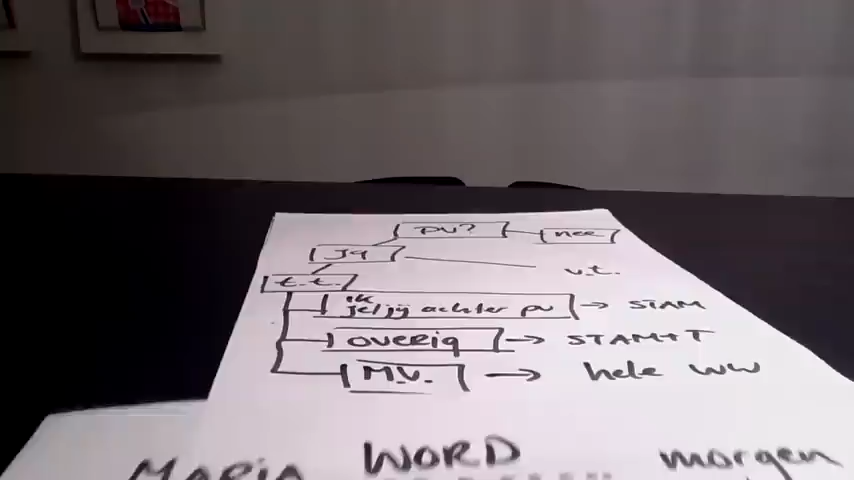 PV? nee
Ja
v.t.
t.t.
ik
je/jij achter pv → STAM
overig → STAM+T
M.V. → hele ww
MARIA WORD morgen